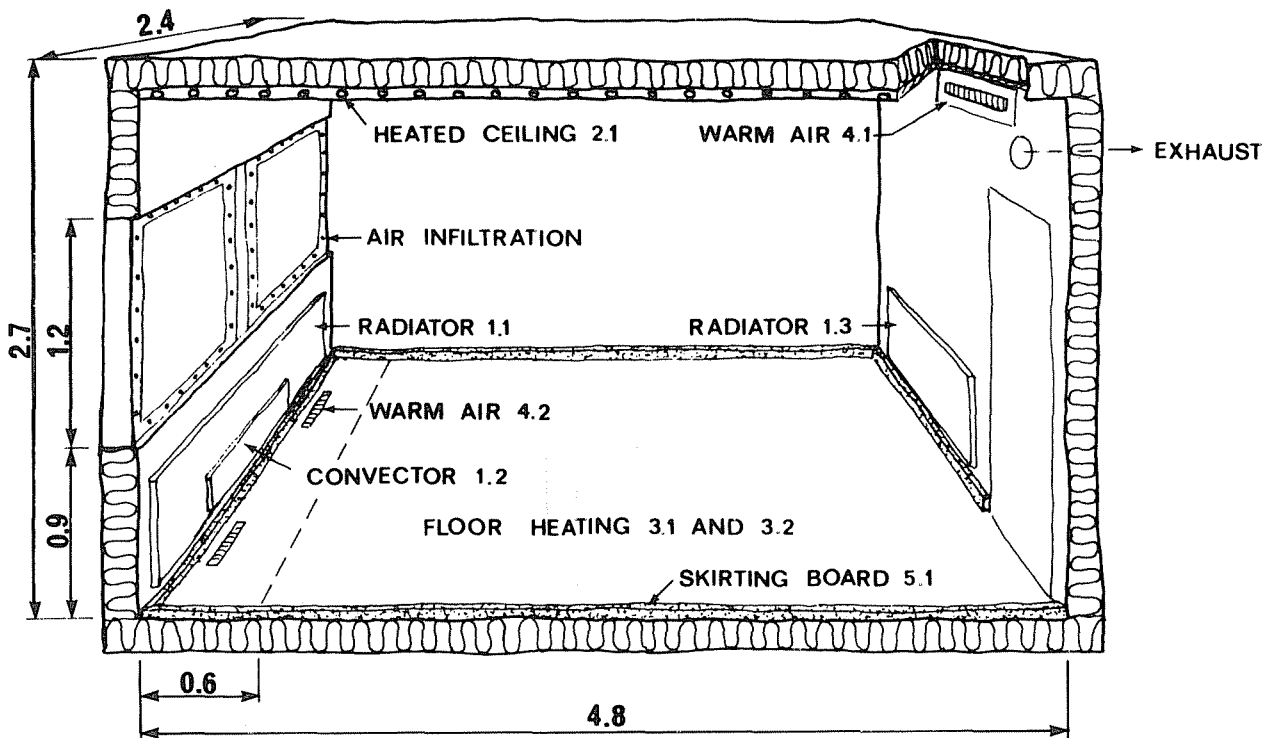 2.4
HEATED CEILING 2.1
WARM AIR 4.1
EXHAUST
AIR INFILTRATION
2.7
1.2
RADIATOR 1.1
RADIATOR 1.3
WARM AIR 4.2
CONVECTOR 1.2
0.9
FLOOR HEATING 3.1 AND 3.2
SKIRTING BOARD 5.1
0.6
4.8